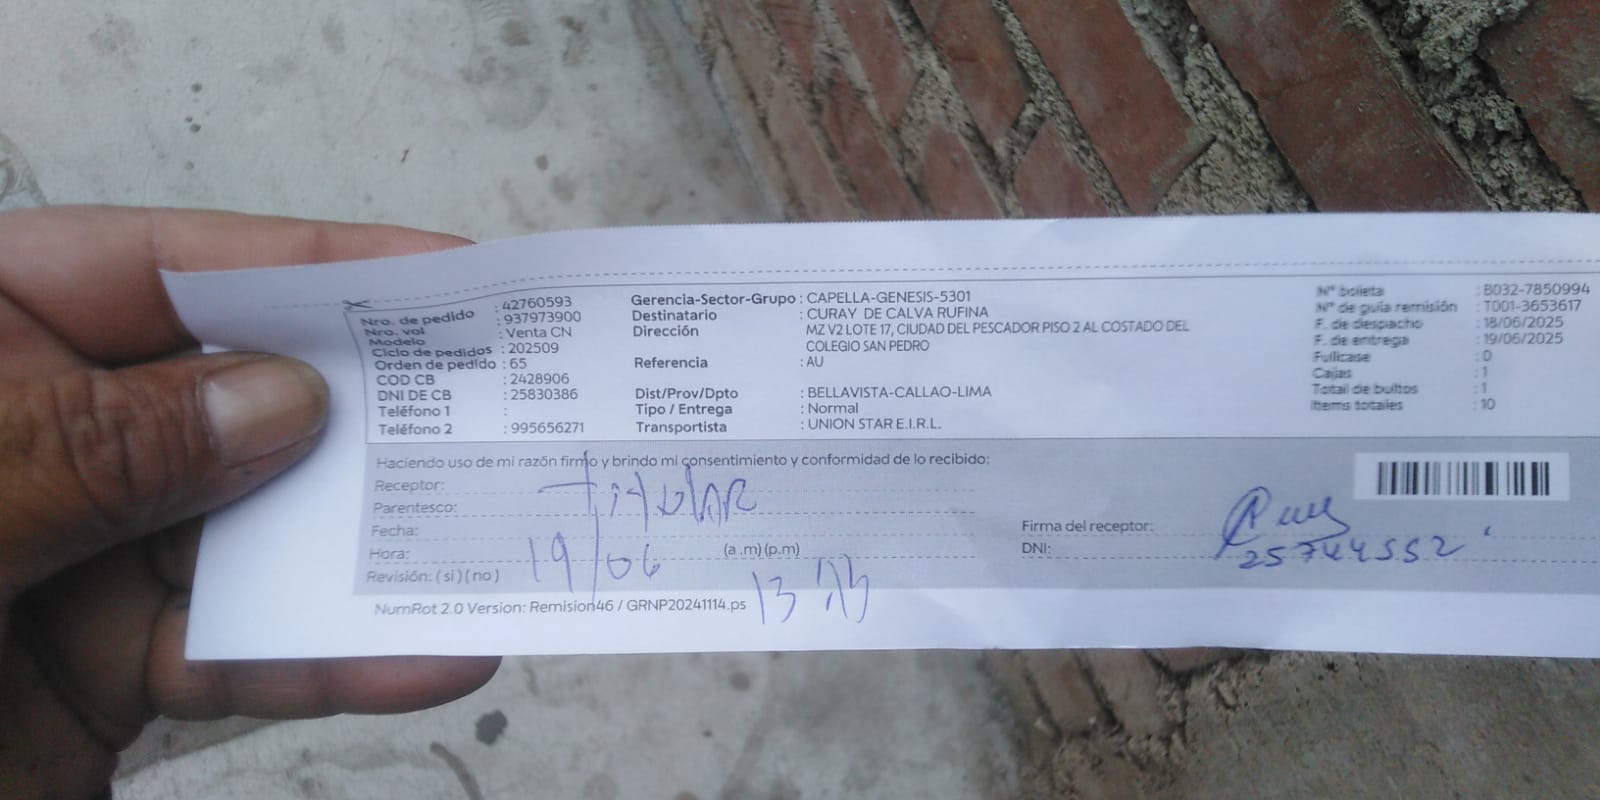 Nro. de pedido : 42760593
Nro. vol : 937973900
Modelo : Venta CN
Ciclo de pedidos : 202509
Orden de pedido : 65
COD CB : 2428906
DNI DE CB : 25830386
Teléfono 1 :
Teléfono 2 : 995656271
Gerencia-Sector-Grupo : CAPELLA-GENESIS-5301
Destinatario : CURAY DE CALVA RUFINA
Dirección MZ V2 LOTE 17, CIUDAD DEL PESCADOR PISO 2 AL COSTADO DEL
COLEGIO SAN PEDRO
Referencia : AU
Dist/Prov/Dpto : BELLAVISTA-CALLAO-LIMA
Tipo / Entrega : Normal
Transportista : UNION STAR E.I.R.L.
N° boleta : B032-7850994
N° de guía remisión : T001-3653617
F. de despacho : 18/06/2025
F. de entrega : 19/06/2025
Fullcase : 0
Cajas : 1
Total de bultos : 1
Items totales : 10
Haciendo uso de mi razón firmo y brindo mi consentimiento y conformidad de lo recibido:
Receptor: Titular
Parentesco:
Fecha: 19/06
Hora: (a .m) (p.m) 13
Revisión: ( si ) ( no )
Firma del receptor:
DNI: 25744552
NumRot 2.0 Version: Remision46 / GRNP20241114.ps